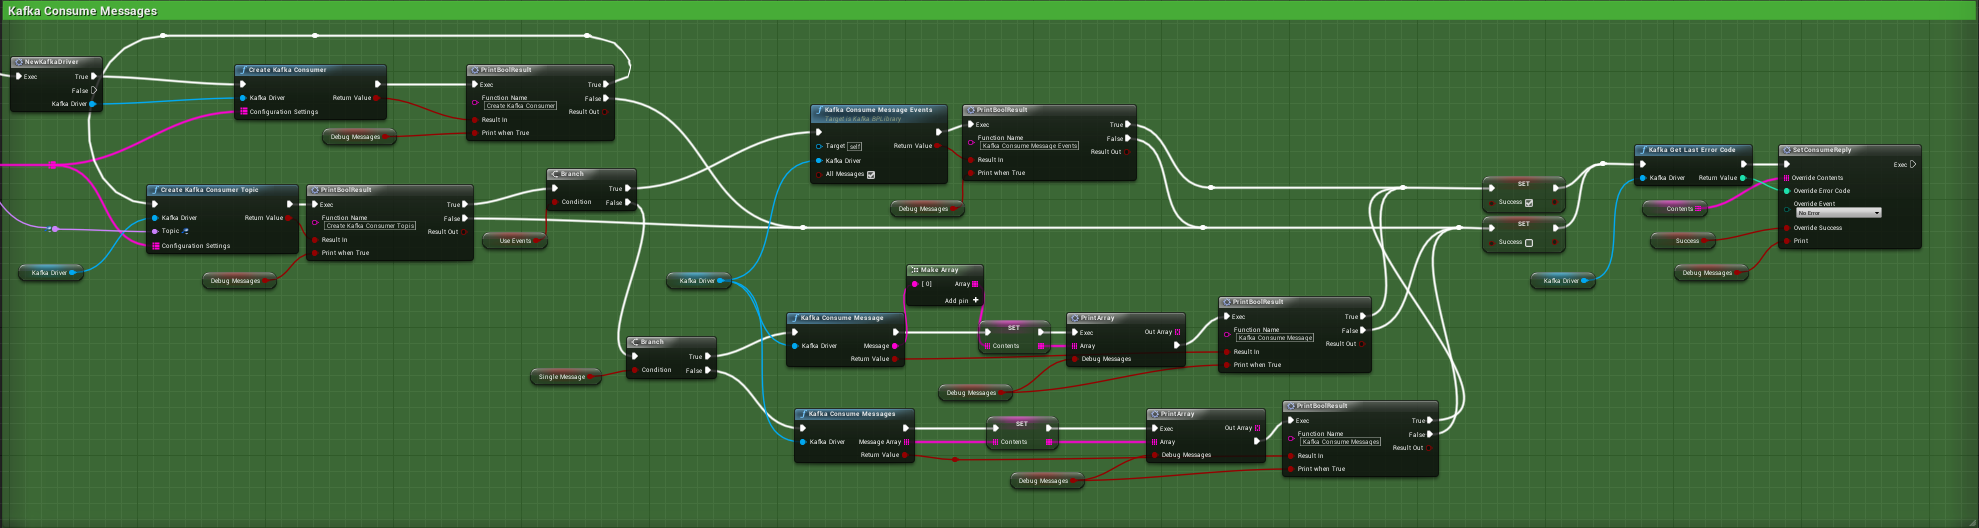 Kafka Consume Messages
NewKafkaDriver
Exec
True
False
Kafka Driver
Create Kafka Consumer
Kafka Driver
Return Value
Configuration Settings
Debug Messages
PrintBoolResult
Exec
True
Function Name
False
Create Kafka Consumer
Result Out
Result In
Print when True
Create Kafka Consumer Topic
Kafka Driver
Return Value
Topic
Configuration Settings
Kafka Driver
Debug Messages
PrintBoolResult
Exec
True
Function Name
False
Create Kafka Consumer Topis
Result Out
Result In
Print when True
Branch
True
Condition
False
Use Events
Kafka Consume Message Events
Target is Kafka BPLibrary
Target
self
Return Value
Kafka Driver
All Messages
Debug Messages
PrintBoolResult
Exec
True
Function Name
False
Kafka Consume Message Events
Result Out
Result In
Print when True
Kafka Driver
Branch
True
Condition
False
Single Message
Make Array
[0]
Array
Add pin
Kafka Consume Message
Kafka Driver
Message
Return Value
SET
Contents
PrintArray
Exec
Out Array
Array
Debug Messages
Debug Messages
PrintBoolResult
Exec
True
Function Name
False
Kafka Consume Message
Result Out
Result In
Print when True
Kafka Consume Messages
Kafka Driver
Message Array
Return Value
SET
Contents
PrintArray
Exec
Out Array
Array
Debug Messages
Debug Messages
PrintBoolResult
Exec
True
Function Name
False
Kafka Consume Messages
Result Out
Result In
Print when True
SET
Success
SET
Success
Kafka Get Last Error Code
Kafka Driver
Return Value
Contents
Success
Debug Messages
Kafka Driver
SetConsumeReply
Exec
Override Contents
Override Error Code
Override Event
No Error
Override Success
Print